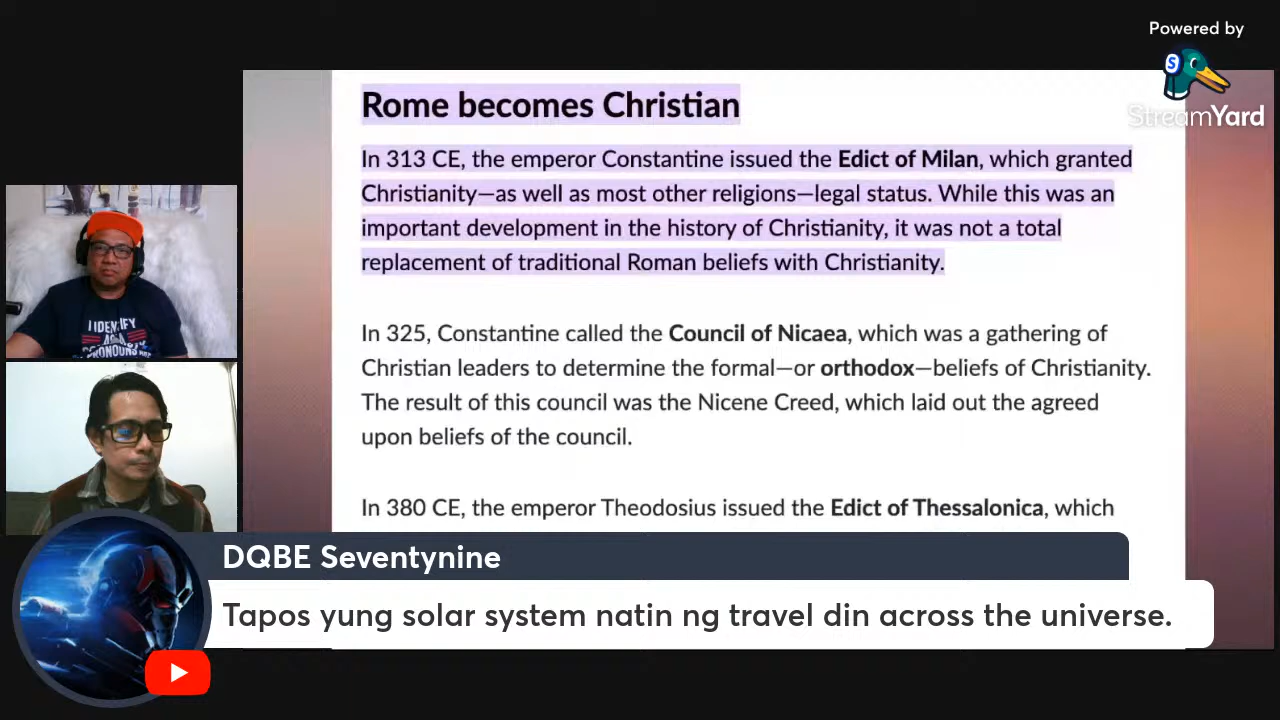 Powered by
StreamYard
Rome becomes Christian
In 313 CE, the emperor Constantine issued the Edict of Milan, which granted
Christianity—as well as most other religions—legal status. While this was an
important development in the history of Christianity, it was not a total
replacement of traditional Roman beliefs with Christianity.
In 325, Constantine called the Council of Nicaea, which was a gathering of
Christian leaders to determine the formal—or orthodox—beliefs of Christianity.
The result of this council was the Nicene Creed, which laid out the agreed
upon beliefs of the council.
In 380 CE, the emperor Theodosius issued the Edict of Thessalonica, which
I IDENTIFY
AS A
DQBE Seventynine
Tapos yung solar system natin ng travel din across the universe.